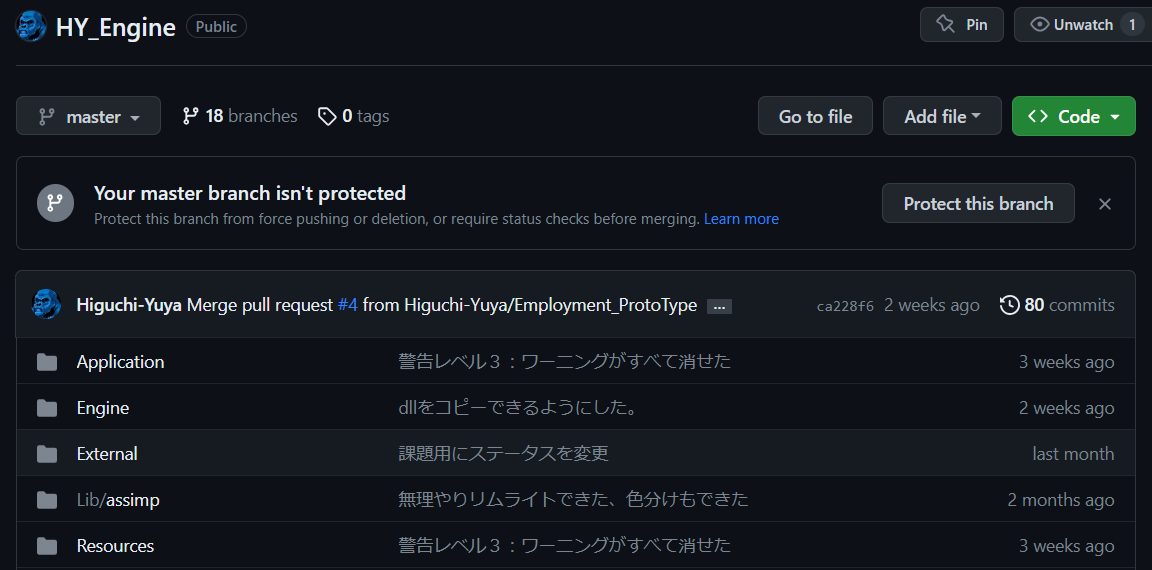 HY_Engine Public Pin Unwatch 1
master 18 branches 0 tags Go to file Add file Code
Your master branch isn't protected
Protect this branch from force pushing or deletion, or require status checks before merging. Learn more
Protect this branch
Higuchi-Yuya Merge pull request #4 from Higuchi-Yuya/Employment_ProtoType ... ca228f6 2 weeks ago 80 commits
Application 警告レベル３：ワーニングがすべて消せた 3 weeks ago
Engine dllをコピーできるようにした。 2 weeks ago
External 課題用にステータスを変更 last month
Lib/assimp 無理やりリムライトできた、色分けもできた 2 months ago
Resources 警告レベル３：ワーニングがすべて消せた 3 weeks ago